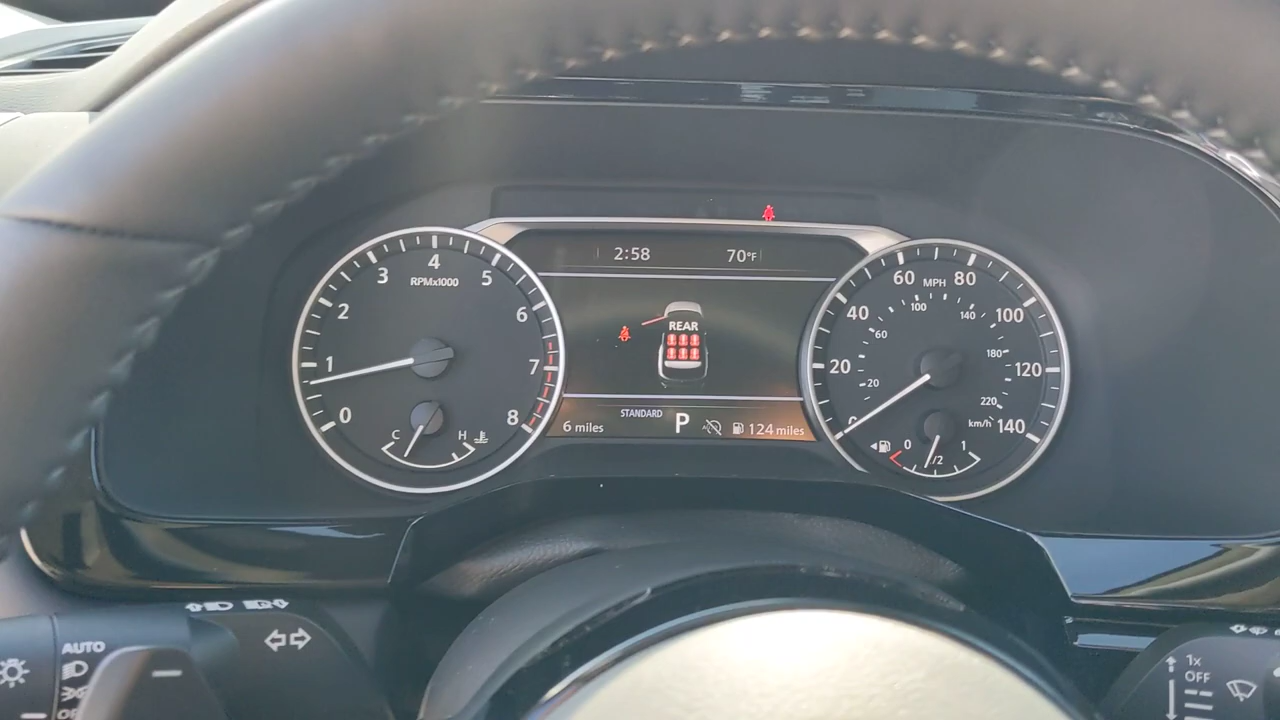 2:58 70°F
4
3 5
RPMx1000
2 6
1 7
0 8
C H
REAR
STANDARD
6 miles P 124 miles
60 MPH 80
40 100
100 140
60
180
20 120
20
220
0 km/h 140
0 1/2 1
AUTO
1x
OFF